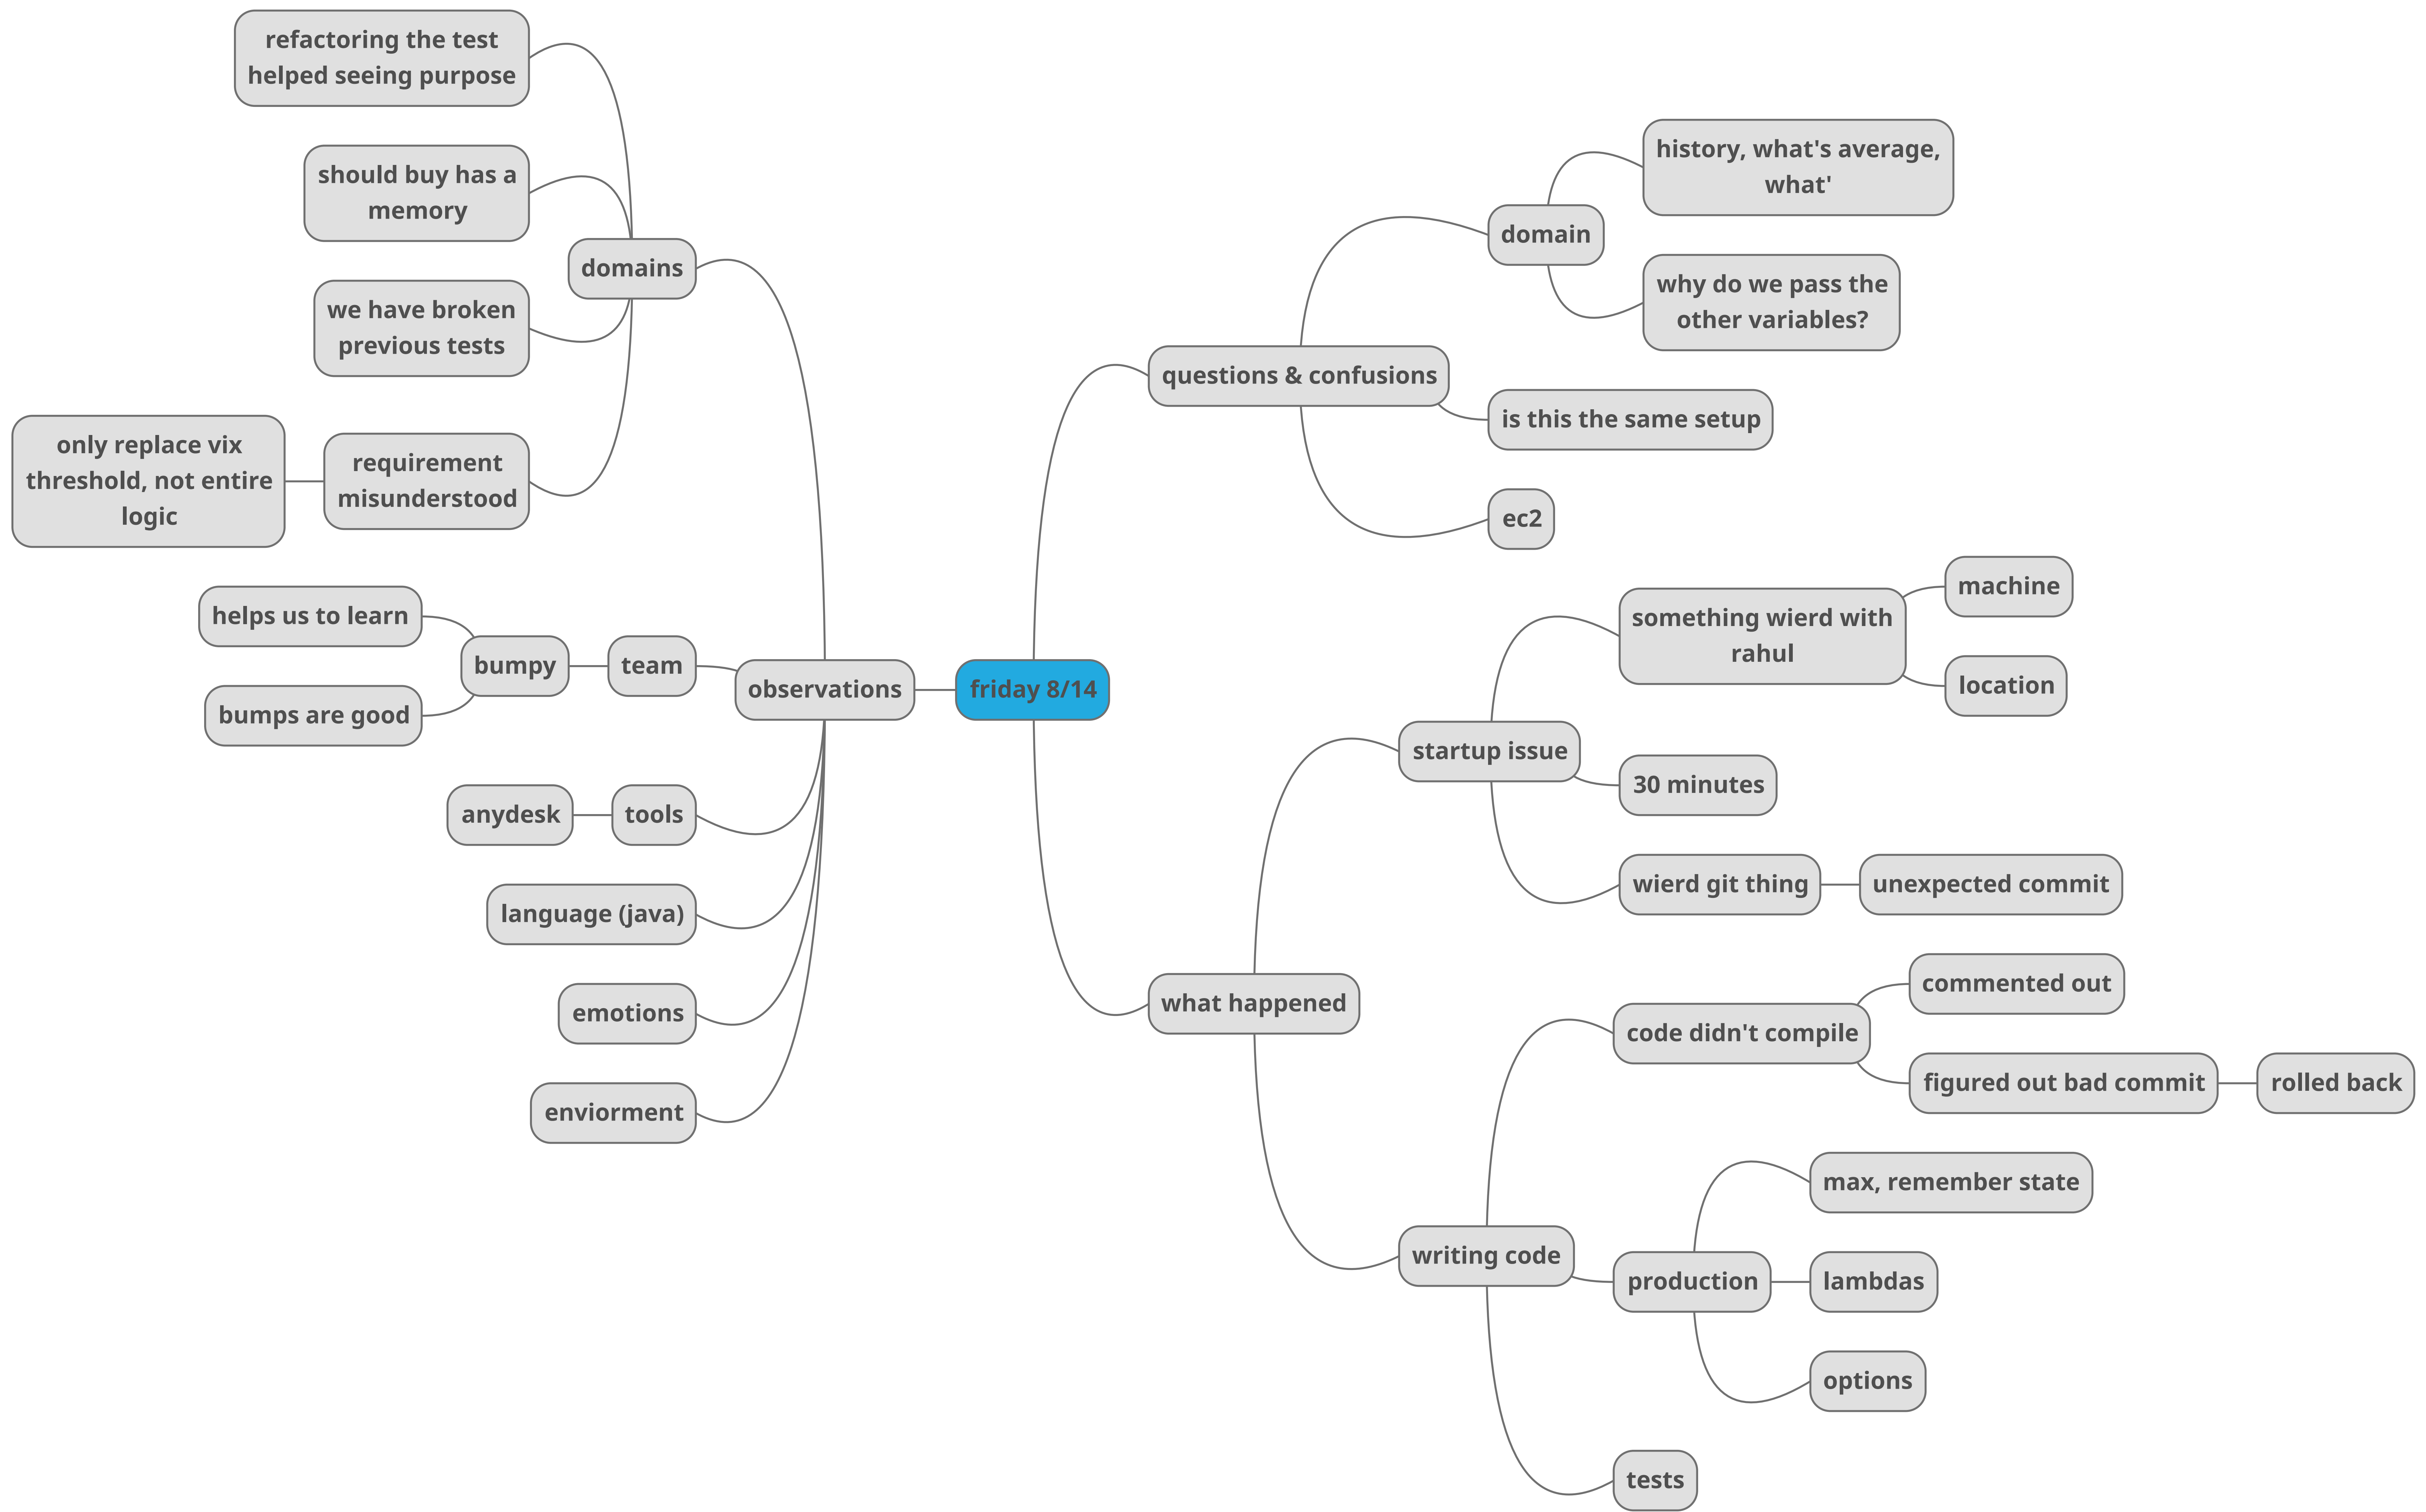 refactoring the test
helped seeing purpose
should buy has a
memory
domains
we have broken
previous tests
only replace vix
threshold, not entire
logic
requirement
misunderstood
helps us to learn
bumpy
team
bumps are good
observations
anydesk
tools
language (java)
emotions
enviorment
friday 8/14
history, what's average,
what'
domain
why do we pass the
other variables?
questions & confusions
is this the same setup
ec2
machine
something wierd with
rahul
location
startup issue
30 minutes
wierd git thing
unexpected commit
what happened
commented out
code didn't compile
figured out bad commit
rolled back
max, remember state
writing code
production
lambdas
options
tests